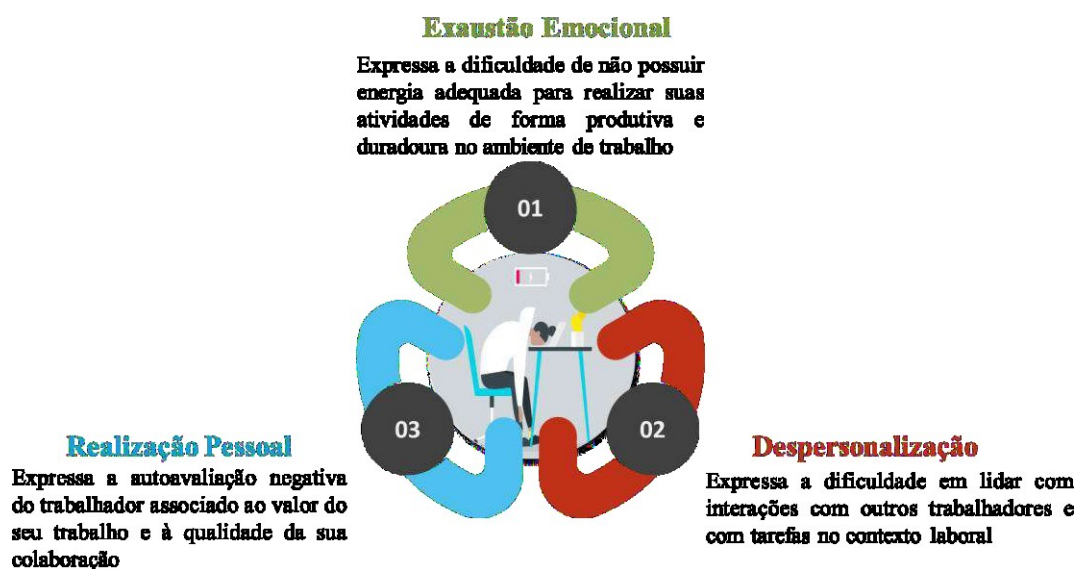 Exaustão Emocional
Expressa a dificuldade de não possuir
energia adequada para realizar suas
atividades de forma produtiva e
duradoura no ambiente de trabalho
01
02
03
Despersonalização
Expressa a dificuldade em lidar com
interações com outros trabalhadores e
com tarefas no contexto laboral
Realização Pessoal
Expressa a autoavaliação negativa
do trabalhador associado ao valor do
seu trabalho e à qualidade da sua
colaboração